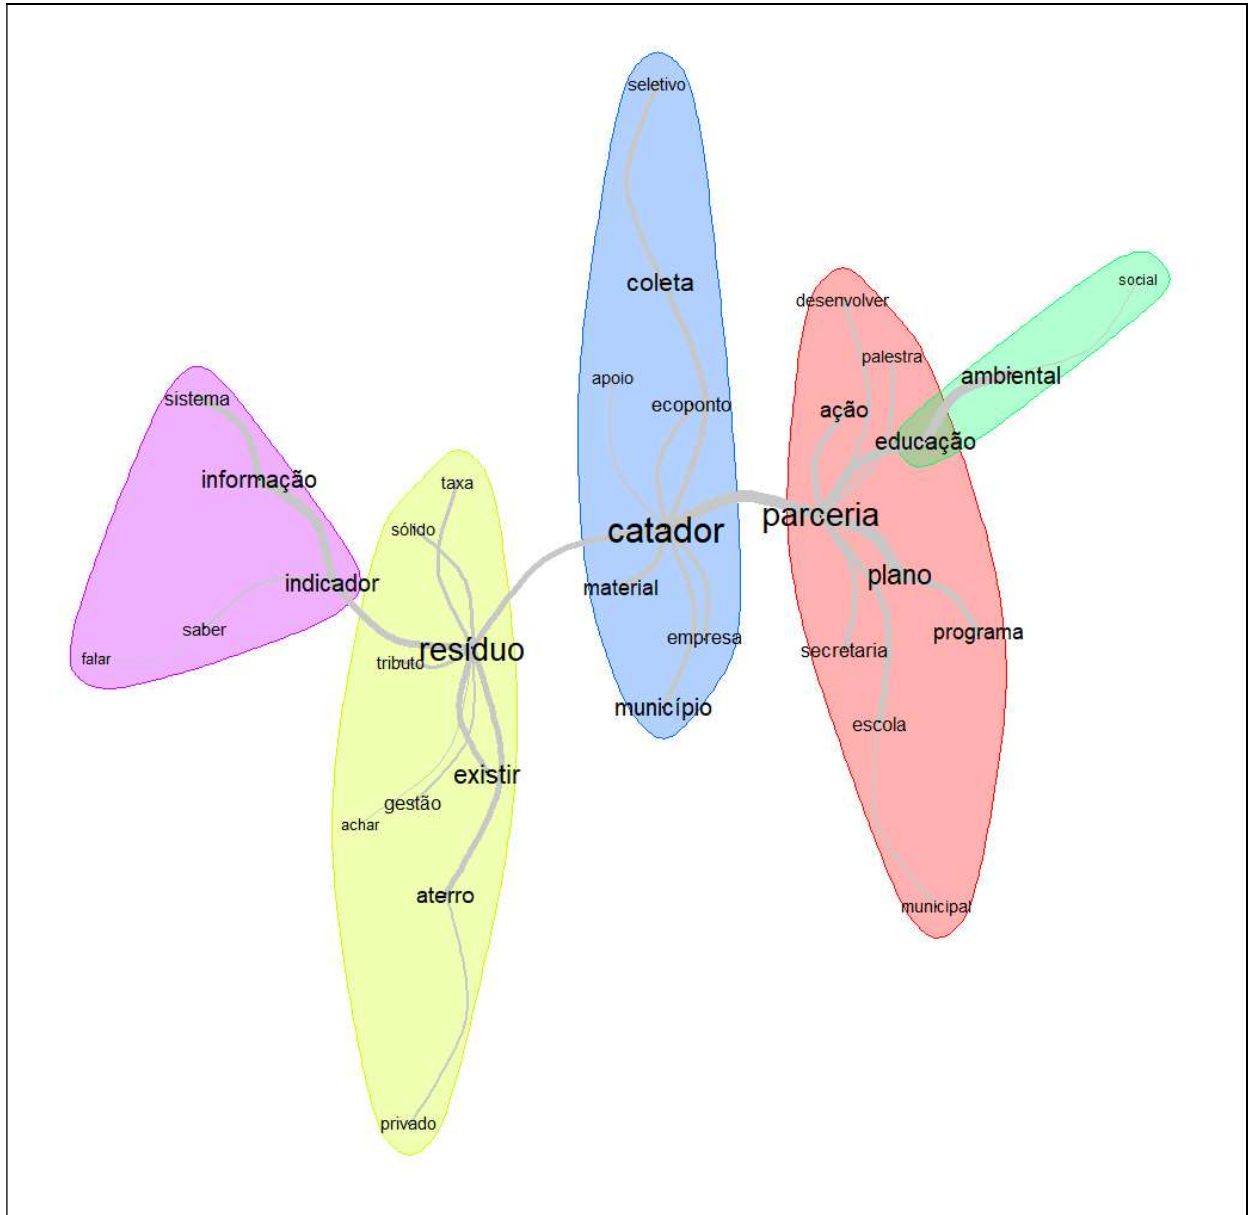 seletivo
coleta
apoio
ecoponto
catador
material
empresa
município
desenvolver
palestra
ação
educação
parceria
plano
programa
secretaria
escola
municipal
social
ambiental
sistema
informação
indicador
saber
falar
taxa
sólido
resíduo
tributo
existir
gestão
achar
aterro
privado